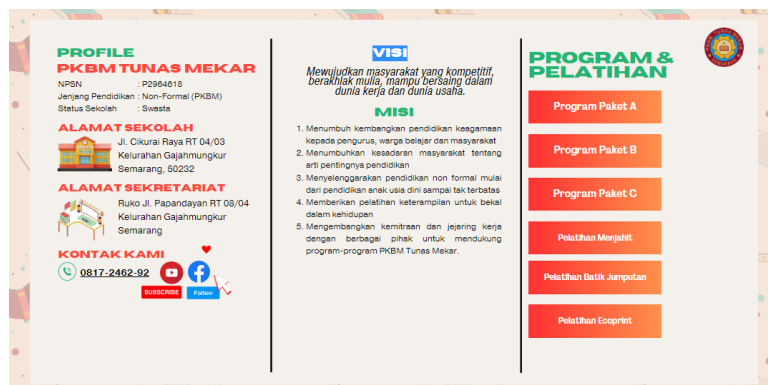 PROFILE
PKBM TUNAS MEKAR
NPSN : P2964618
Jenjang Pendidikan : Non-Formal (PKBM)
Status Sekolah : Swasta
ALAMAT SEKOLAH
Jl. Cikurai Raya RT 04/03
Kelurahan Gajahmungkur
Semarang, 50232
ALAMAT SEKRETARIAT
Ruko Jl. Papandayan RT 08/04
Kelurahan Gajahmungkur
Semarang
KONTAK KAMI
0817-2462-92
SUBSCRIBE
Follow
VISI
Mewujudkan masyarakat yang kompetitif,
berakhlak mulia, mampu bersaing dalam
dunia kerja dan dunia usaha.
MISI
1. Menumbuh kembangkan pendidikan keagamaan
kepada pengurus, warga belajar dan masyarakat
2. Menumbuhkan kesadaran masyarakat tentang
arti pentingnya pendidikan
3. Menyelenggarakan pendidikan non formal mulai
dari pendidikan anak usia dini sampai tak terbatas
4. Memberikan pelatihan keterampilan untuk bekal
dalam kehidupan
5. Mengembangkan kemitraan dan jejaring kerja
dengan berbagai pihak untuk mendukung
program-program PKBM Tunas Mekar.
PROGRAM &
PELATIHAN
Program Paket A
Program Paket B
Program Paket C
Pelatihan Menjahit
Pelatihan Batik Jumputan
Pelatihan Ecoprint